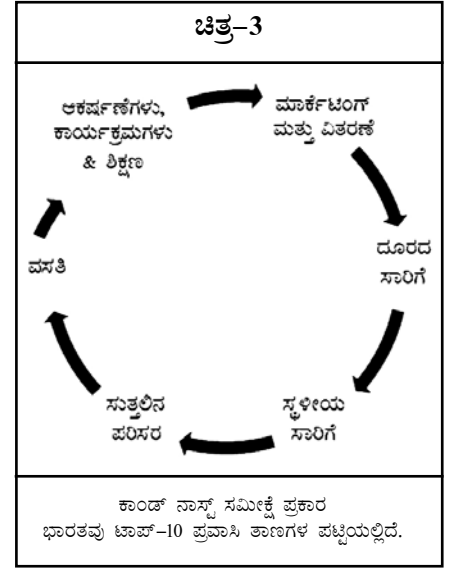 ಚಿತ್ರ–3
ಆಕರ್ಷಣೆಗಳು,
ಕಾರ್ಯಕ್ರಮಗಳು
& ಶಿಕ್ಷಣ
ಮಾರ್ಕೆಟಿಂಗ್
ಮತ್ತು ವಿತರಣೆ
ದೂರದ
ಸಾರಿಗೆ
ಸ್ಥಳೀಯ
ಸಾರಿಗೆ
ಸುತ್ತಲಿನ
ಪರಿಸರ
ವಸತಿ
ಕಾಂಡ್ ನಾಸ್ಟ್ ಸಮೀಕ್ಷೆ ಪ್ರಕಾರ
ಭಾರತವು ಟಾಪ್–10 ಪ್ರವಾಸಿ ತಾಣಗಳ ಪಟ್ಟಿಯಲ್ಲಿದೆ.